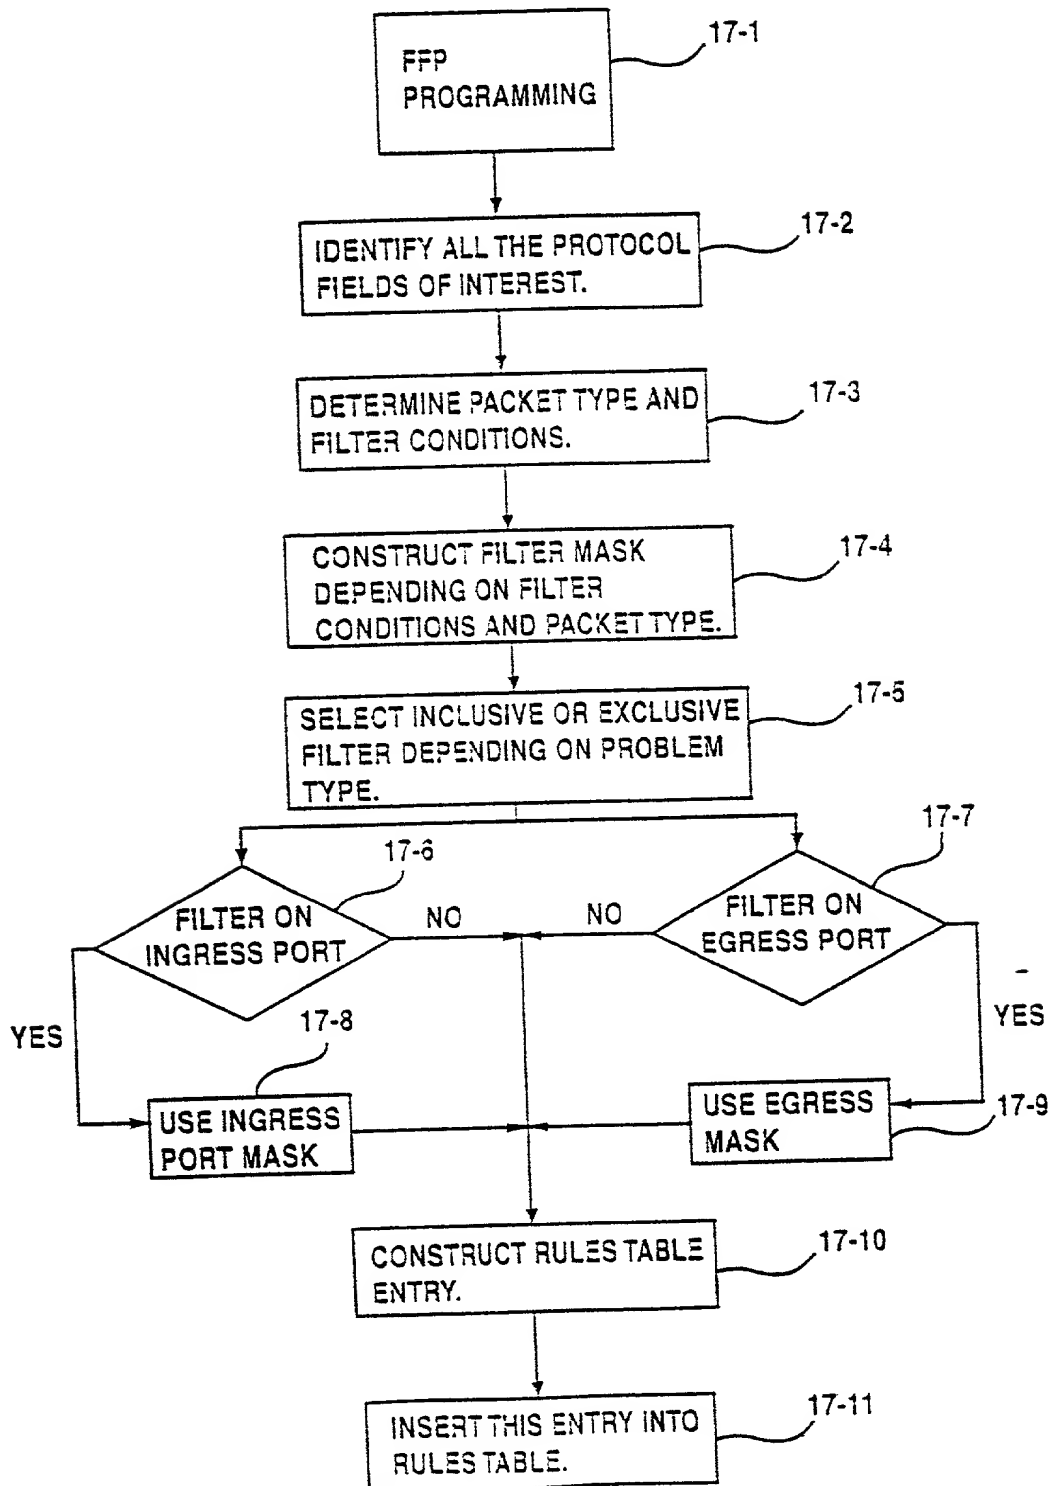 FFP
PROGRAMMING
17-1
IDENTIFY ALL THE PROTOCOL
FIELDS OF INTEREST.
17-2
DETERMINE PACKET TYPE AND
FILTER CONDITIONS.
17-3
CONSTRUCT FILTER MASK
DEPENDING ON FILTER
CONDITIONS AND PACKET TYPE.
17-4
SELECT INCLUSIVE OR EXCLUSIVE
FILTER DEPENDING ON PROBLEM
TYPE.
17-5
17-6
FILTER ON
INGRESS PORT
NO
YES
17-7
FILTER ON
EGRESS PORT
NO
YES
17-8
USE INGRESS
PORT MASK
USE EGRESS
MASK
17-9
CONSTRUCT RULES TABLE
ENTRY.
17-10
INSERT THIS ENTRY INTO
RULES TABLE.
17-11